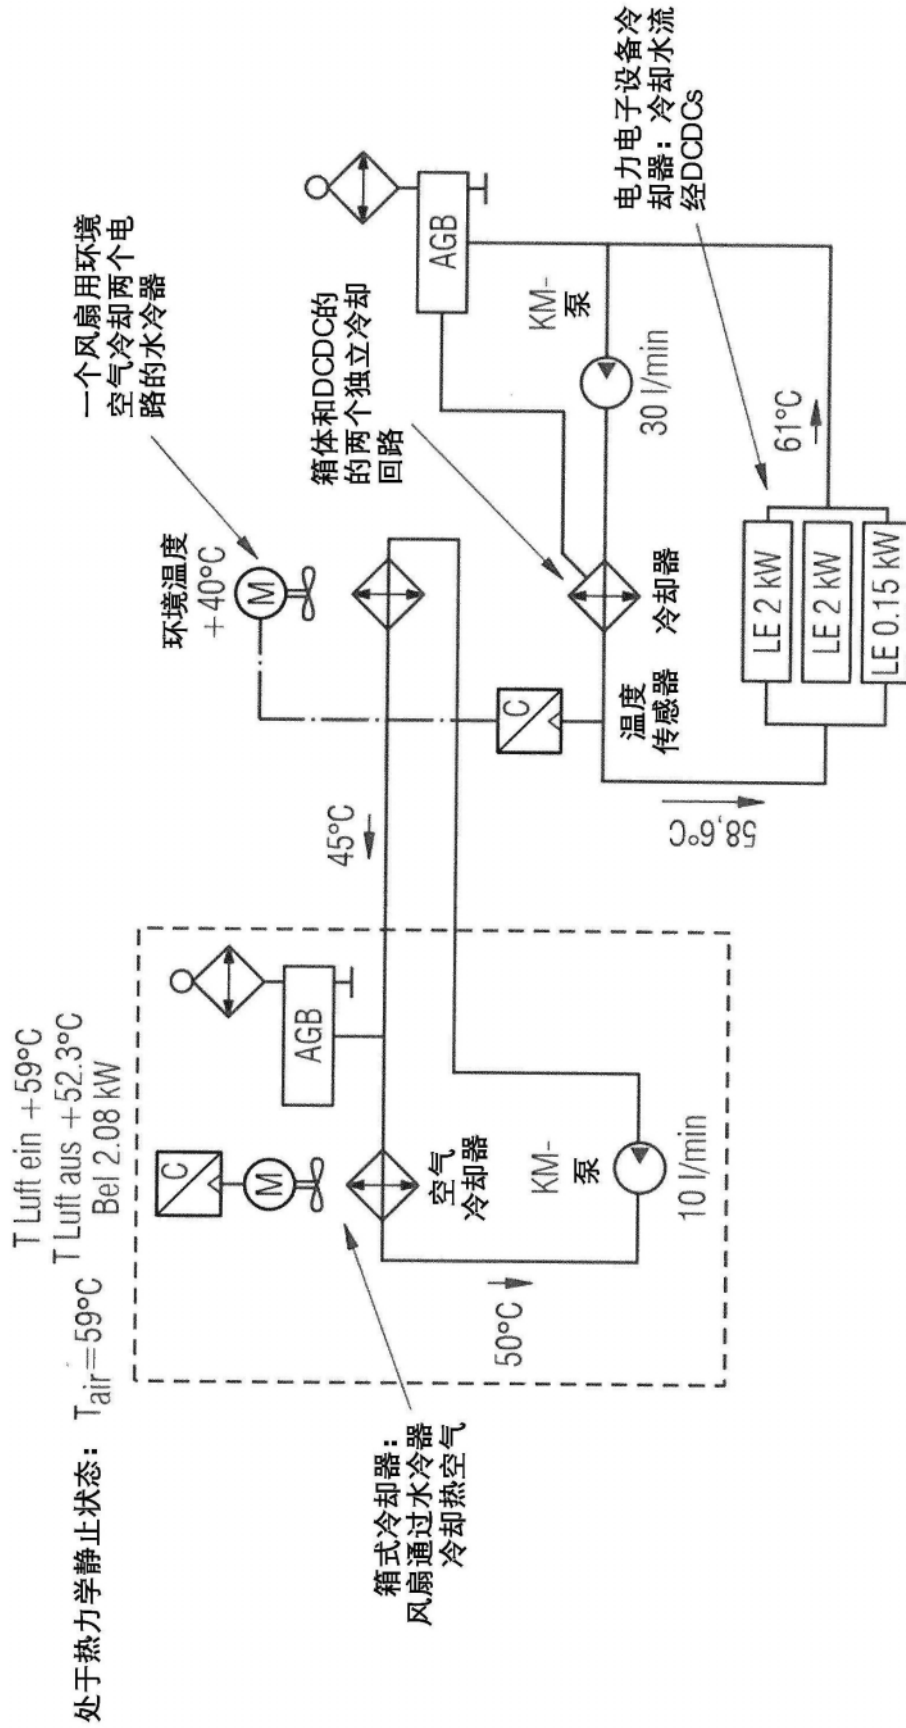 处于热力学静止状态：
T Luft ein +59°C
T Luft aus +52.3°C
Tair=59°C Bel 2.08 kW
箱式冷却器：
风扇通过水冷器
冷却热空气
C
M
AGB
空气
冷却器
50°C
KM-
泵
10 l/min
45°C
一个风扇用环境
空气冷却两个电
路的水冷器
环境温度
+40°C
M
C
箱体和DCDC的
的两个独立冷却
回路
温度
传感器
冷却器
AGB
KM-
泵
30 l/min
58,6°C
LE 2 kW
LE 2 kW
LE 0.15 kW
61°C
电力电子设备冷
却器：冷却水流
经DCDCs